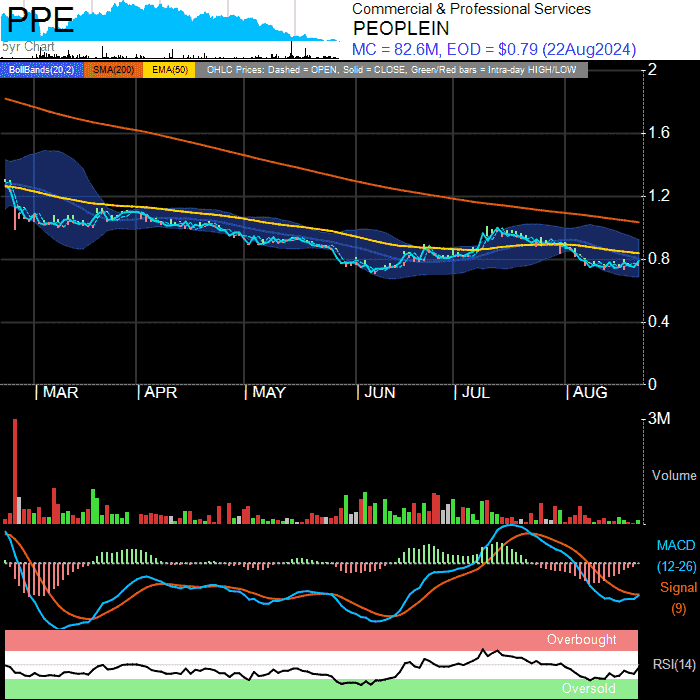 PPE
5yr Chart
Commercial & Professional Services
PEOPLEIN
MC = 82.6M, EOD = $0.79 (22Aug2024)
BollBands(20,2) SMA(200) EMA(50) OHLC Prices: Dashed = OPEN, Solid = CLOSE, Green/Red bars = Intra-day HIGH/LOW
2
1.6
1.2
0.8
0.4
0
| MAR | APR | MAY | JUN | JUL | AUG
3M
Volume
MACD
(12-26)
Signal
(9)
Overbought
RSI(14)
Oversold